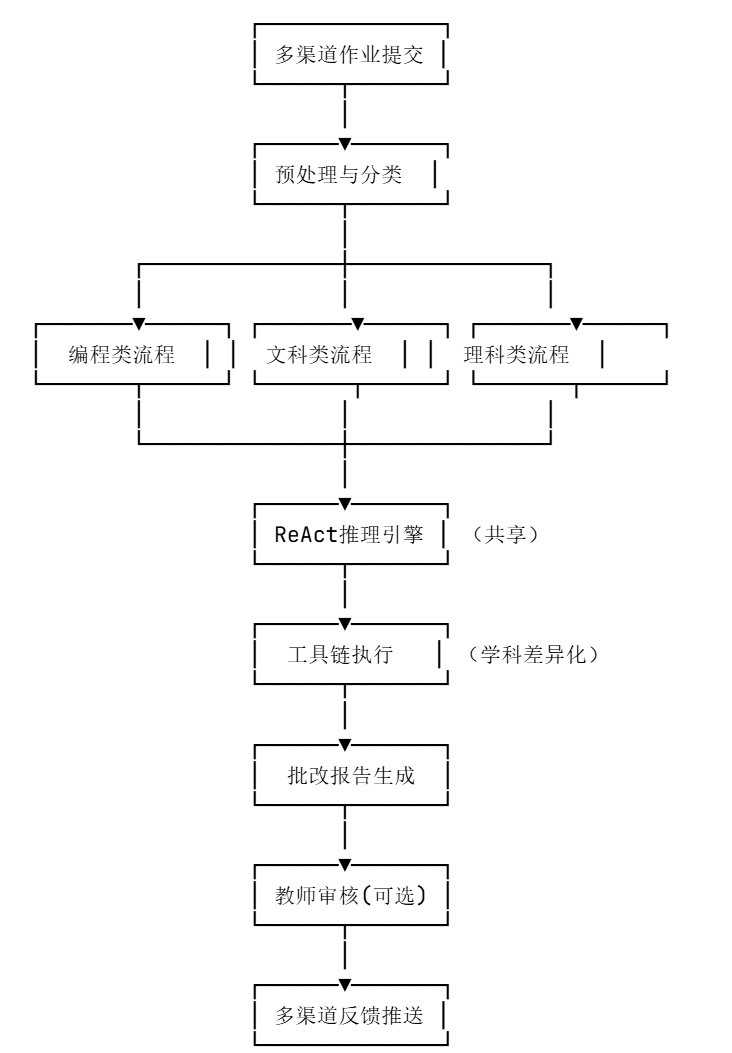 多渠道作业提交
预处理与分类
编程类流程 文科类流程 理科类流程
ReAct推理引擎 （共享）
工具链执行 （学科差异化）
批改报告生成
教师审核(可选)
多渠道反馈推送